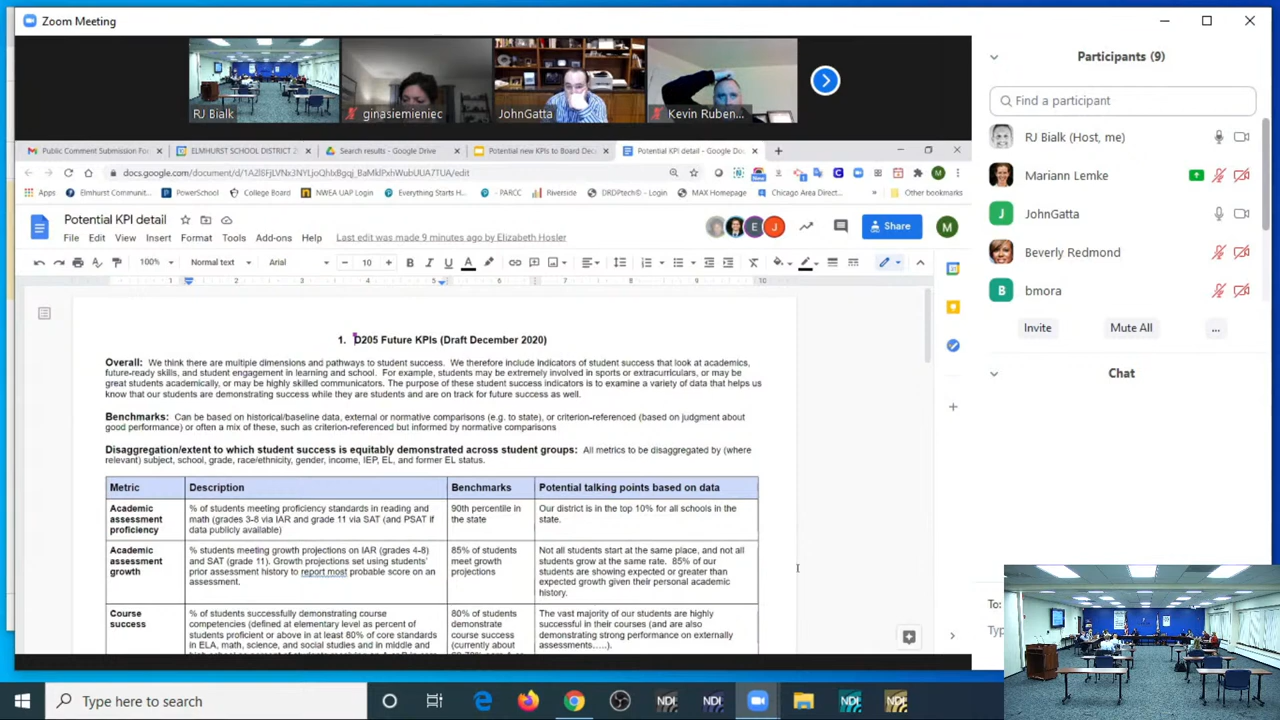 Zoom Meeting
RJ Bialk
ginasiemieniec
JohnGatta
Kevin Ruben...
Participants (9)
Find a participant
RJ Bialk (Host, me)
Mariann Lemke
J
JohnGatta
Beverly Redmond
B
bmora
Invite
Mute All
...
Chat
To:
Public Comment Submission For
ELMHURST SCHOOL DISTRICT 2
Search results - Google Drive
Potential new KPIs to Board Dec
Potential KPI detail - Google Do
Apps
Elmhurst Communit...
PowerSchool
College Board
NWEA UAP Login
Everything Starts H...
- PARCC
Riverside
DRDPtech© - Login
MAX Homepage
Chicago Area Direct...
Other bookmarks
Potential KPI detail
File Edit View Insert Format Tools Add-ons Help
Last edit was made 9 minutes ago by Elizabeth Hosler
E
J
Share
M
100%
Normal text
Arial
10
1 2 3 4 5 6 7 8 9 10
1. D205 Future KPIs (Draft December 2020)
Overall: We think there are multiple dimensions and pathways to student success. We therefore include indicators of student success that look at academics,
future-ready skills, and student engagement in learning and school. For example, students may be extremely involved in sports or extracurriculars, or may be
great students academically, or may be highly skilled communicators. The purpose of these student success indicators is to examine a variety of data that helps us
know that our students are demonstrating success while they are students and are on track for future success as well.
Benchmarks: Can be based on historical/baseline data, external or normative comparisons (e.g. to state), or criterion-referenced (based on judgment about
good performance) or often a mix of these, such as criterion-referenced but informed by normative comparisons
Disaggregation/extent to which student success is equitably demonstrated across student groups: All metrics to be disaggregated by (where
relevant) subject, school, grade, race/ethnicity, gender, income, IEP, EL, and former EL status.
Metric
Description
Benchmarks
Potential talking points based on data
Academic
assessment
proficiency
% of students meeting proficiency standards in reading and
math (grades 3-8 via IAR and grade 11 via SAT (and PSAT if
data publicly available)
90th percentile in
the state
Our district is in the top 10% for all schools in the
state.
Academic
assessment
growth
% students meeting growth projections on IAR (grades 4-8)
and SAT (grade 11). Growth projections set using students'
prior assessment history to report most probable score on an
assessment.
85% of students
meet growth
projections
Not all students start at the same place, and not all
students grow at the same rate. 85% of our
students are showing expected or greater than
expected growth given their personal academic
history.
Course
success
% of students successfully demonstrating course
competencies (defined at elementary level as percent of
students proficient or above in at least 80% of core standards
in ELA, math, science, and social studies and in middle and
80% of students
demonstrate
course success
(currently about
The vast majority of our students are highly
successful in their courses (and are also
demonstrating strong performance on externally
assessments.....).
Type here to search
NDI
NDI
NDI
NDI